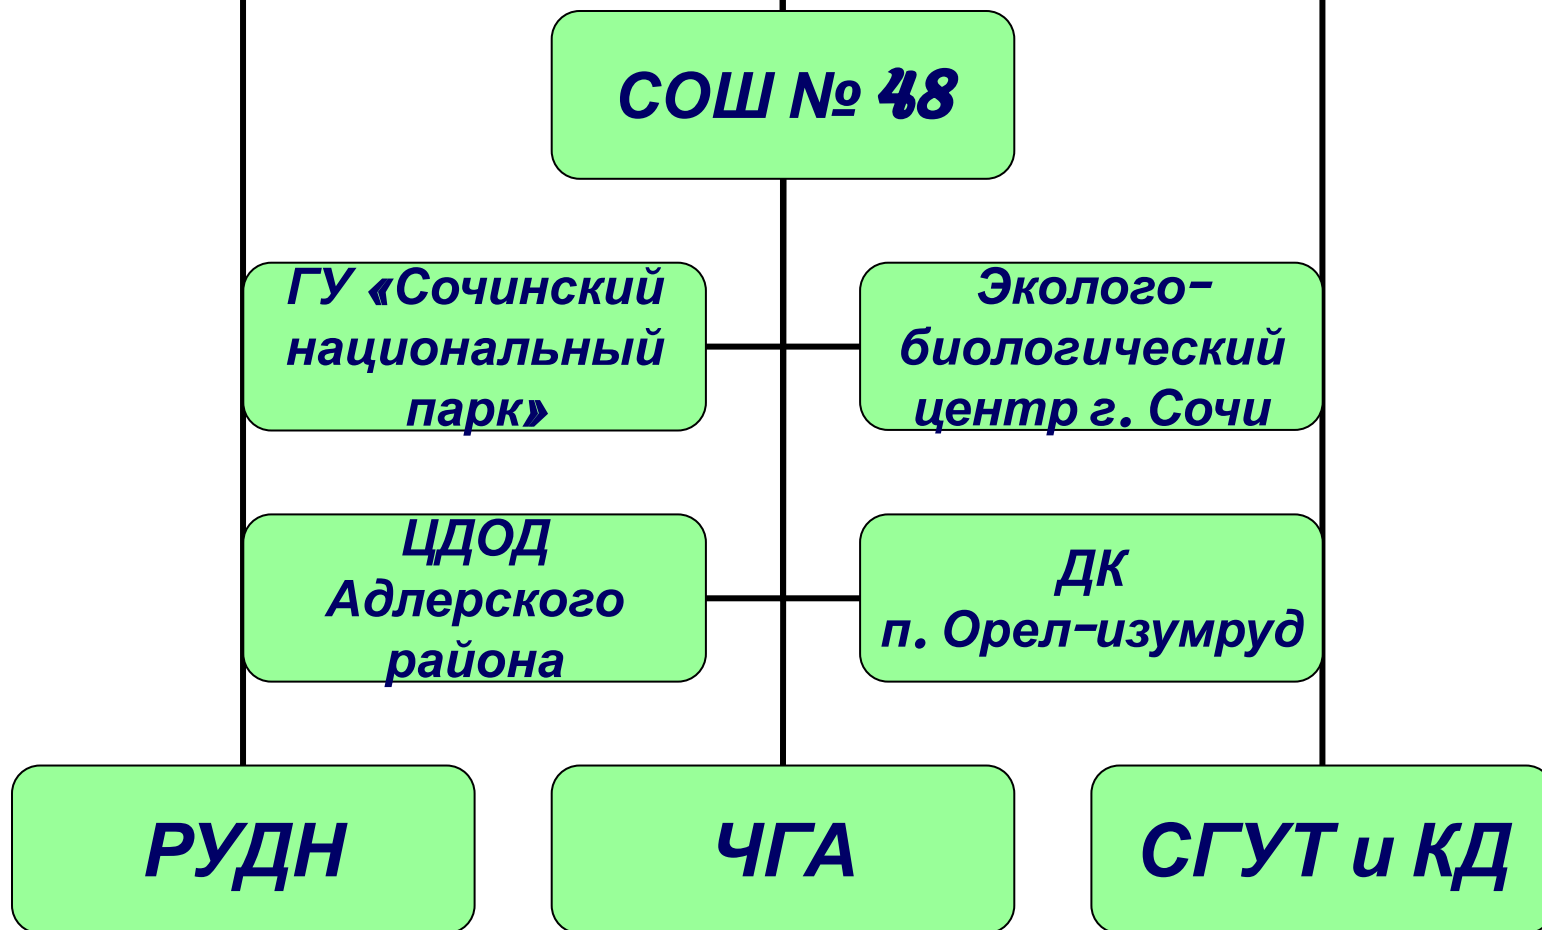 СОШ № 48
ГУ «Сочинский
национальный
парк»
Эколого-
биологический
центр г. Сочи
ЦДОД
Адлерского
района
ДК
п. Орел-изумруд
РУДН
ЧГА
СГУТ и КД